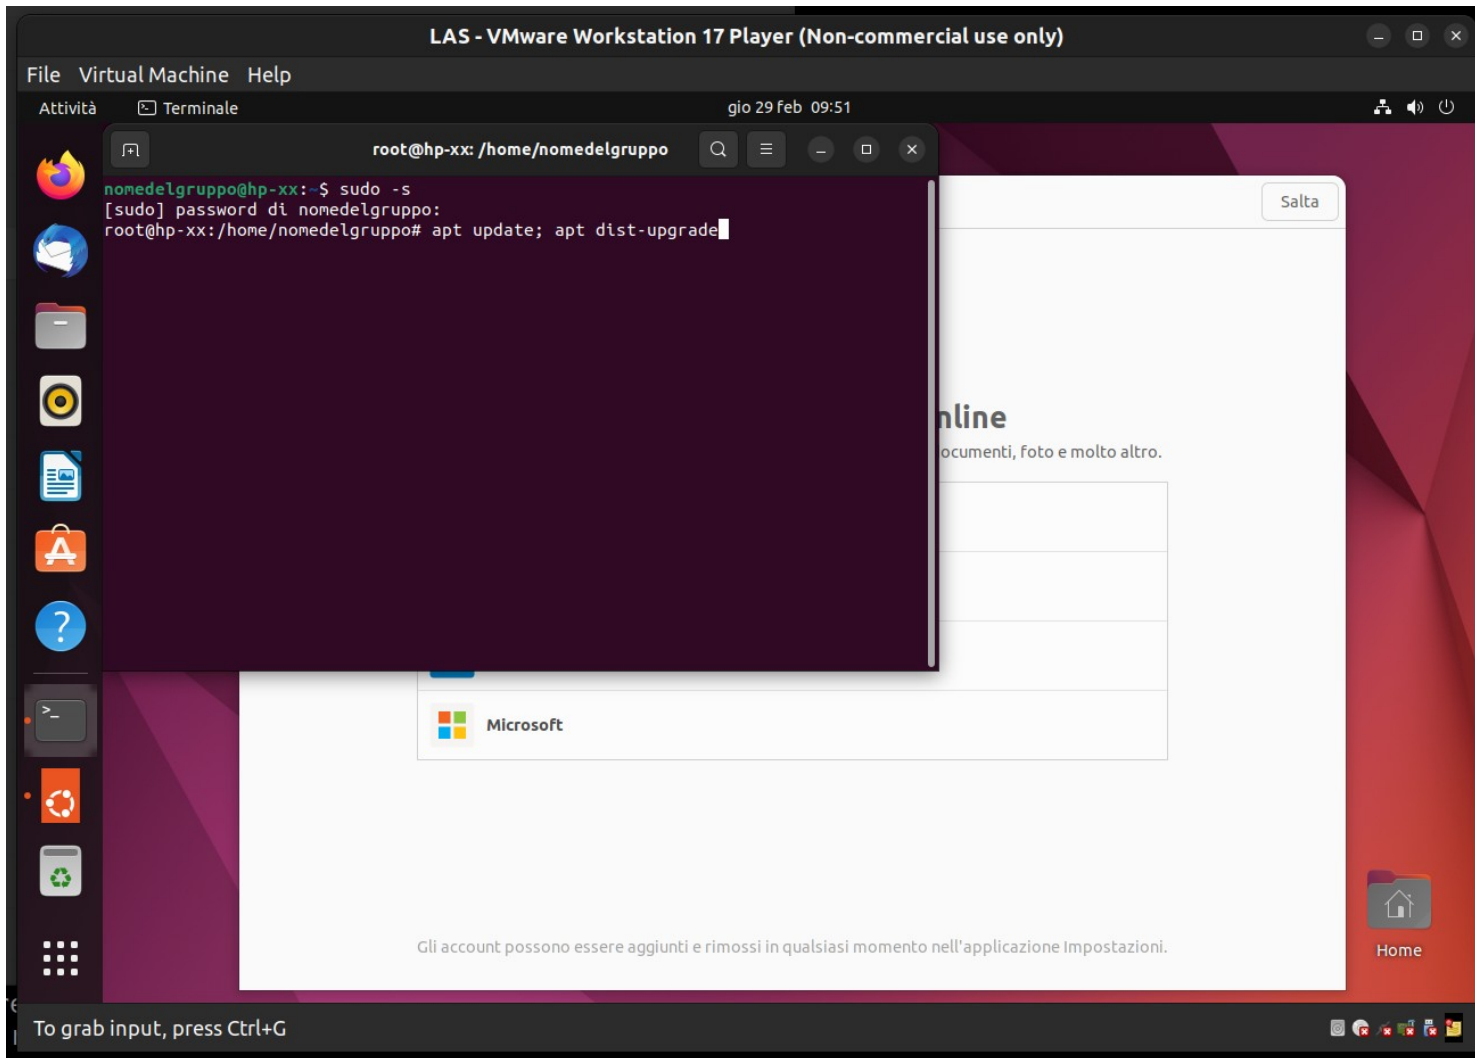 LAS - VMware Workstation 17 Player (Non-commercial use only)
File Virtual Machine Help
Attività Terminale gio 29 feb 09:51
root@hp-xx: /home/nomedelgruppo
nomedelgruppo@hp-xx:~$ sudo -s
[sudo] password di nomedelgruppo:
root@hp-xx:/home/nomedelgruppo# apt update; apt dist-upgrade
Salta
nline
ocumenti, foto e molto altro.
Microsoft
Gli account possono essere aggiunti e rimossi in qualsiasi momento nell'applicazione Impostazioni.
Home
To grab input, press Ctrl+G